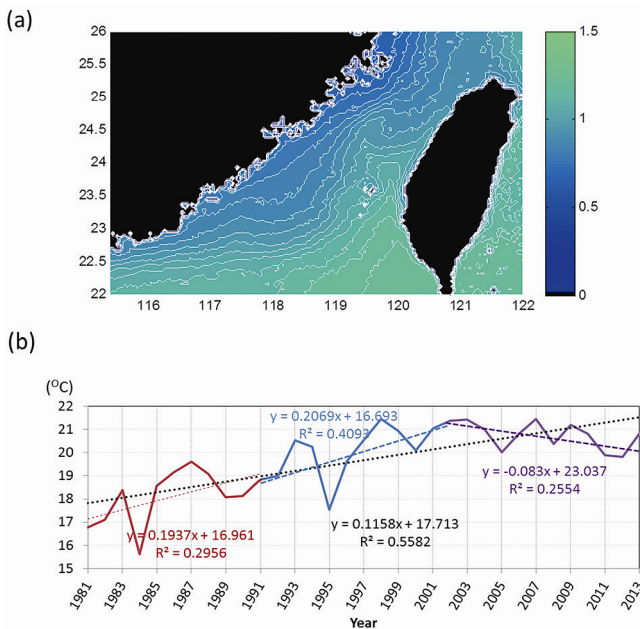 (a)
26
25.5
25
24.5
24
23.5
23
22.5
22
116 117 118 119 120 121 122
1.5
1
0.5
0
(b)
(OC)
22
21
20
19
18
17
16
15
y = 0.2069x + 16.693
R² = 0.4093
y = -0.083x + 23.037
R² = 0.2554
y = 0.1158x + 17.713
R² = 0.5582
y = 0.1937x + 16.961
R² = 0.2956
1981 1983 1985 1987 1989 1991 1993 1995 1997 1999 2001 2003 2005 2007 2009 2011 2013
Year